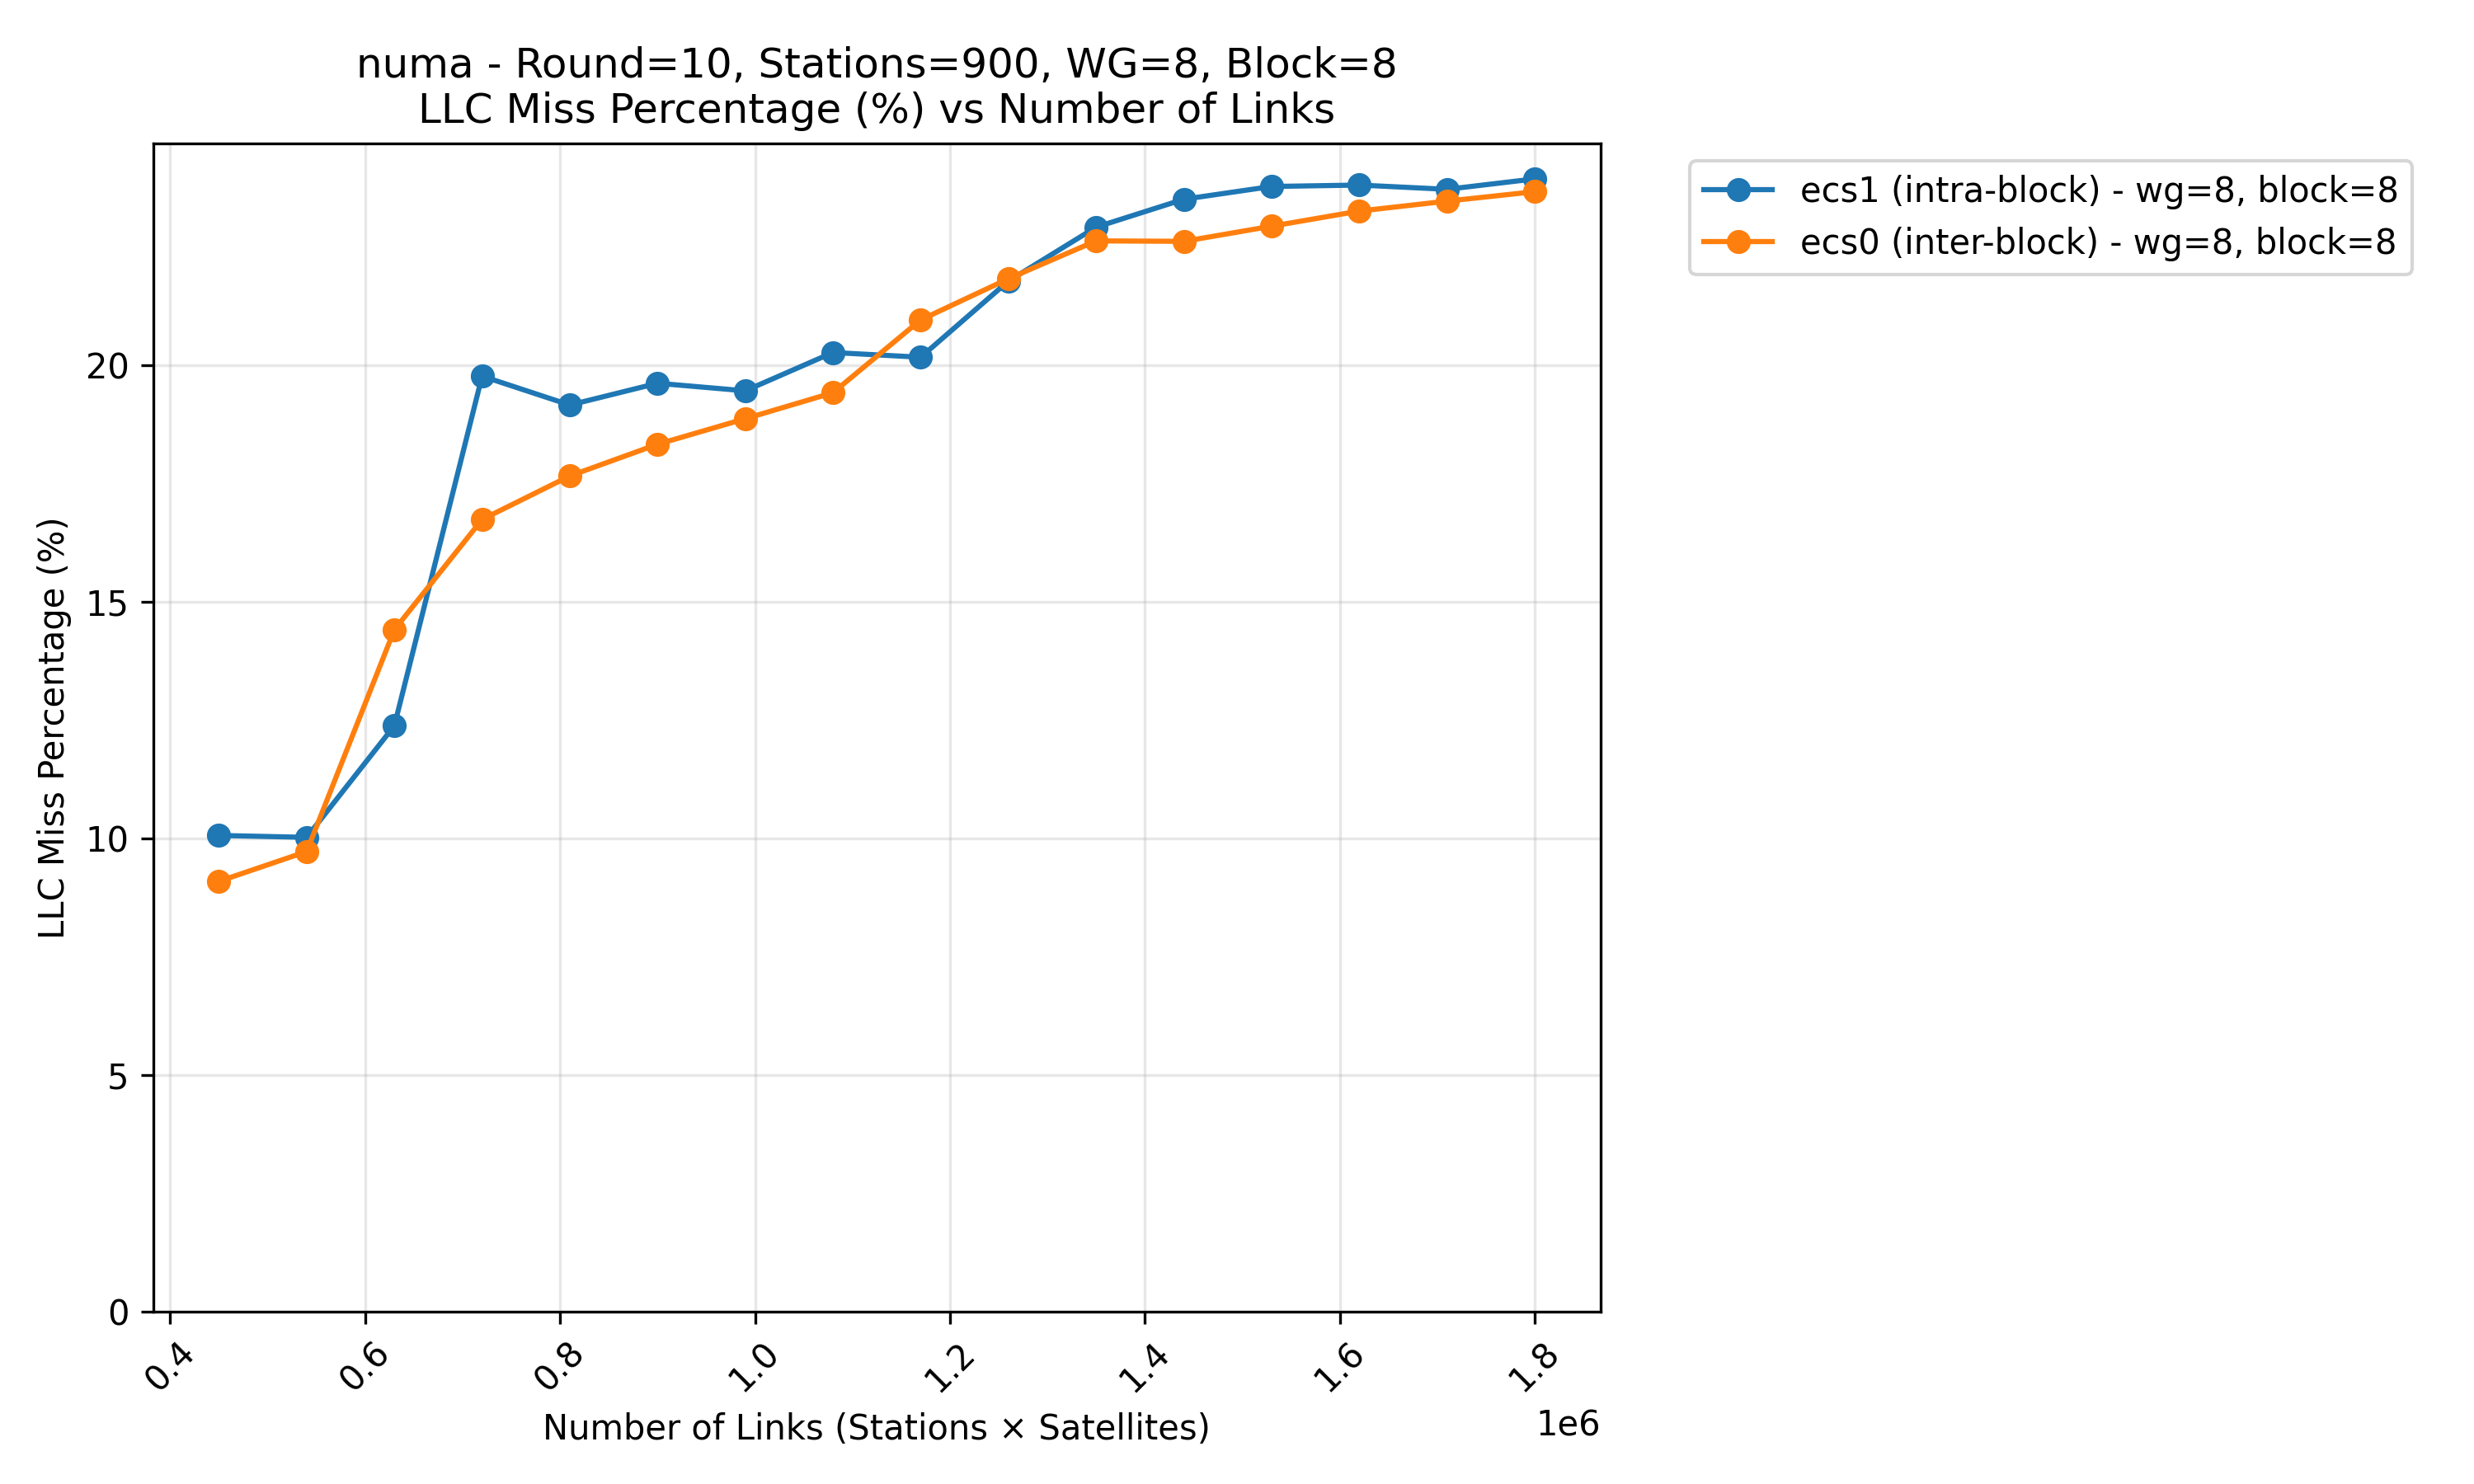 numa - Round=10, Stations=900, WG=8, Block=8
LLC Miss Percentage (%) vs Number of Links
ecs1 (intra-block) - wg=8, block=8
ecs0 (inter-block) - wg=8, block=8
LLC Miss Percentage (%)
20
15
10
5
0
0.4
0.6
0.8
1.0
1.2
1.4
1.6
1.8
1e6
Number of Links (Stations × Satellites)